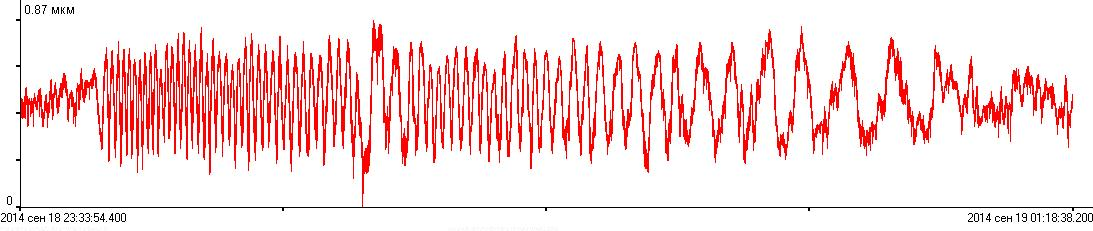 0.87 мкм
0
2014 сен 18 23:33:54.400
2014 сен 19 01:18:38.200